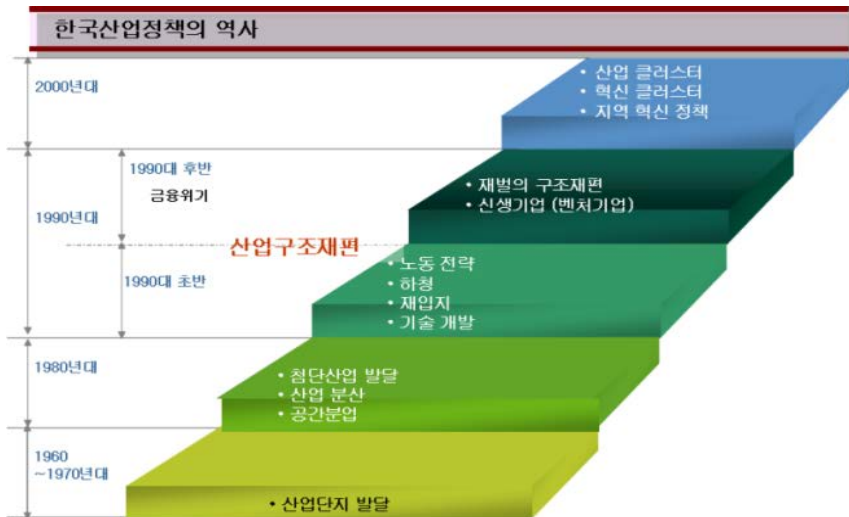 한국산업정책의 역사
2000년대
• 산업 클러스터
• 혁신 클러스터
• 지역 혁신 정책
1990년대
1990대 후반
금융위기
• 재벌의 구조재편
• 신생기업 (벤처기업)
산업구조재편
1990대 초반
• 노동 전략
• 하청
• 재입지
• 기술 개발
1980년대
• 첨단산업 발달
• 산업 분산
• 공간분업
1960
~1970년대
• 산업단지 발달